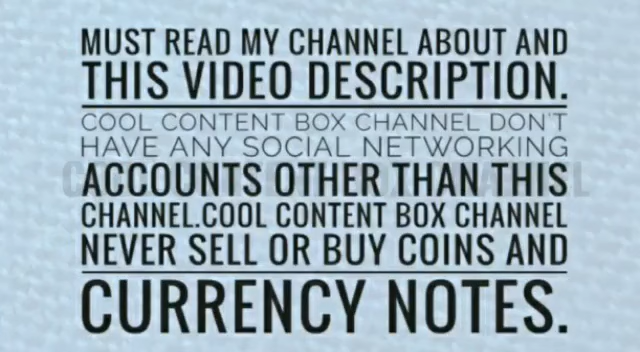 MUST READ MY CHANNEL ABOUT AND
THIS VIDEO DESCRIPTION.
COOL CONTENT BOX CHANNEL DON'T
HAVE ANY SOCIAL NETWORKING
ACCOUNTS OTHER THAN THIS
CHANNEL.COOL CONTENT BOX CHANNEL
NEVER SELL OR BUY COINS AND
CURRENCY NOTES.